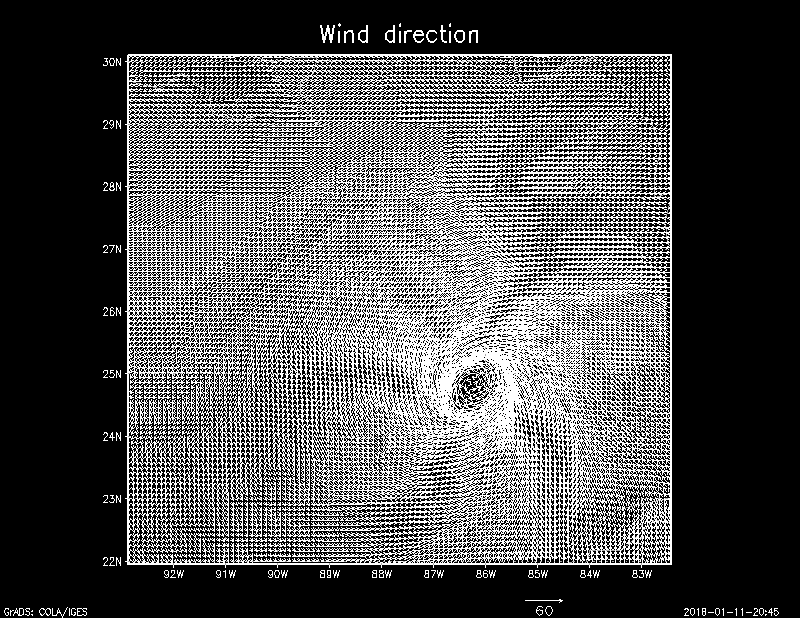 Wind direction
30N
29N
28N
27N
26N
25N
24N
23N
22N
92W 91W 90W 89W 88W 87W 86W 85W 84W 83W
60
GrADS: COLA/IGES 2018-01-11-20:45